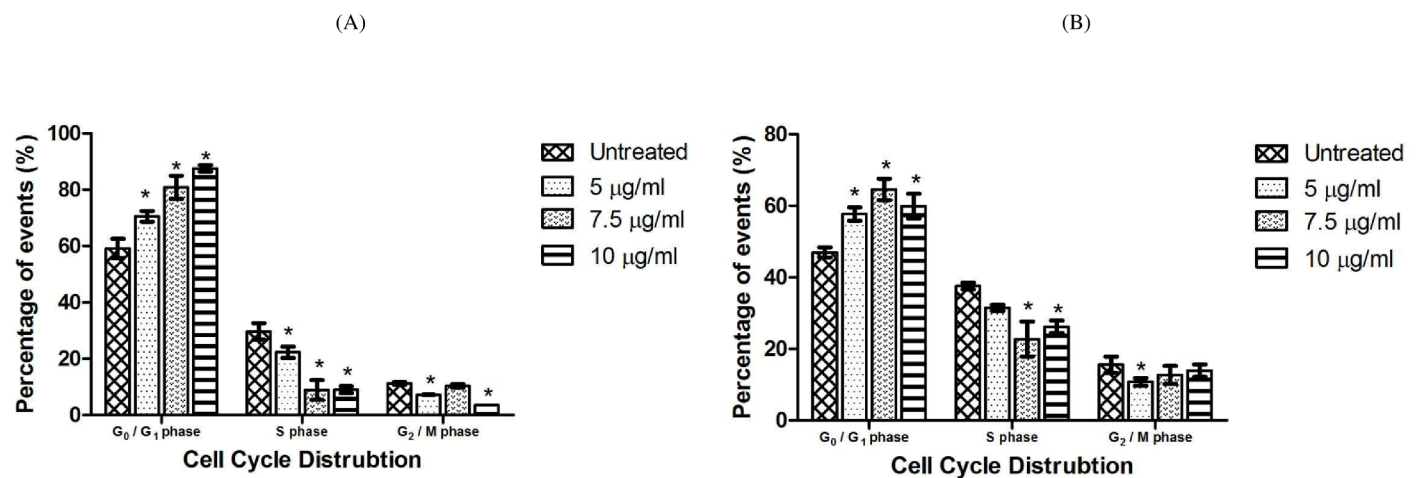 (A)
100
80
60
40
20
0
Percentage of events (%)
* * *
* * *
* *
G₀ / G₁ phase
S phase
G₂ / M phase
Cell Cycle Distrubtion
Untreated
5 µg/ml
7.5 µg/ml
10 µg/ml
(B)
80
60
40
20
0
Percentage of events (%)
* * *
* *
*
G₀ / G₁ phase
S phase
G₂ / M phase
Cell Cycle Distrubtion
Untreated
5 µg/ml
7.5 µg/ml
10 µg/ml